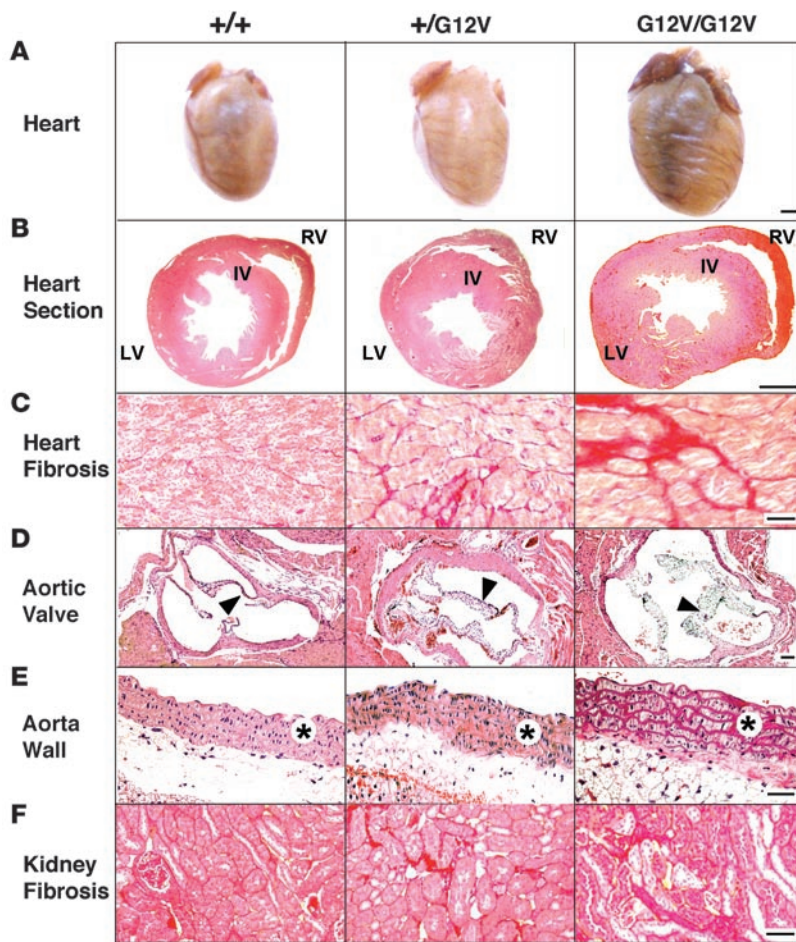 +/+ +/G12V G12V/G12V
A
Heart
B
RV RV RV
IV IV IV
Heart
Section
LV LV LV
C
Heart
Fibrosis
D
Aortic
Valve
E
Aorta
Wall
* * *
F
Kidney
Fibrosis